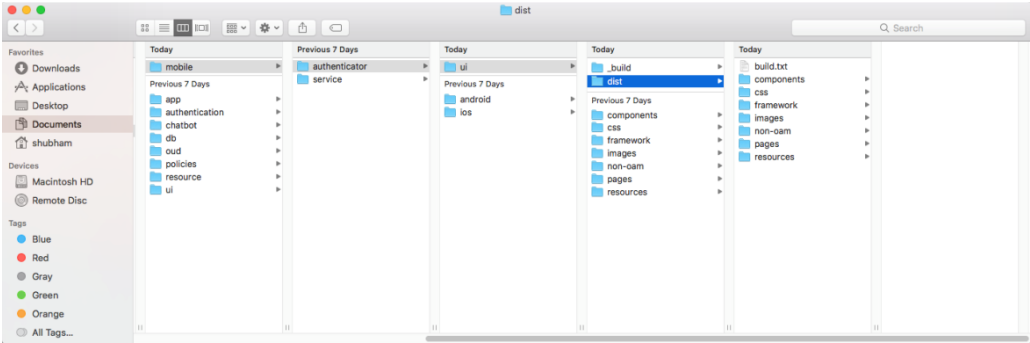 dist
Search
Favorites
Downloads
Applications
Desktop
Documents
shubham
Devices
Macintosh HD
Remote Disc
Tags
Blue
Red
Gray
Green
Orange
All Tags...
Today
mobile
Previous 7 Days
app
authentication
chatbot
db
oud
policies
resource
ui
Previous 7 Days
authenticator
service
Today
ui
Previous 7 Days
android
ios
Today
_build
dist
Previous 7 Days
components
css
framework
images
non-oam
pages
resources
Today
build.txt
components
css
framework
images
non-oam
pages
resources